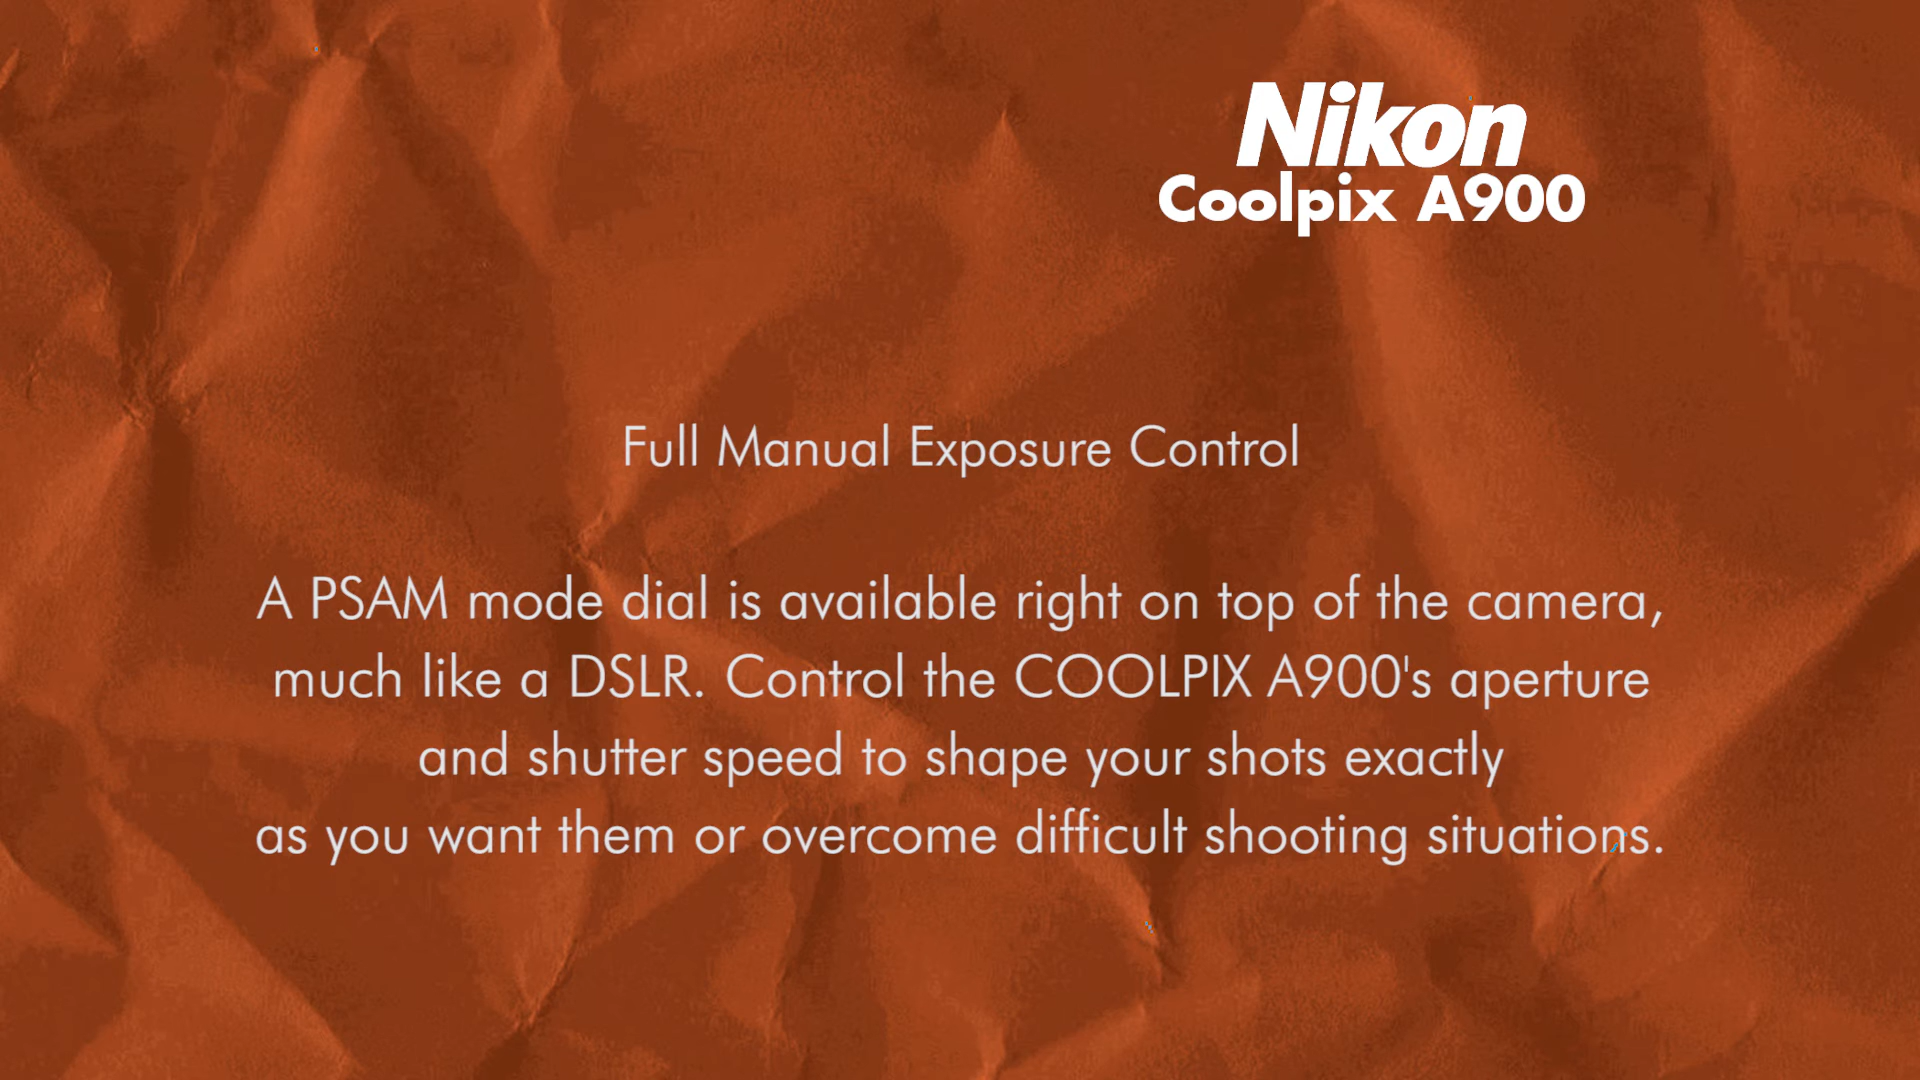 Nikon
Coolpix A900
Full Manual Exposure Control
A PSAM mode dial is available right on top of the camera,
much like a DSLR. Control the COOLPIX A900's aperture
and shutter speed to shape your shots exactly
as you want them or overcome difficult shooting situations.